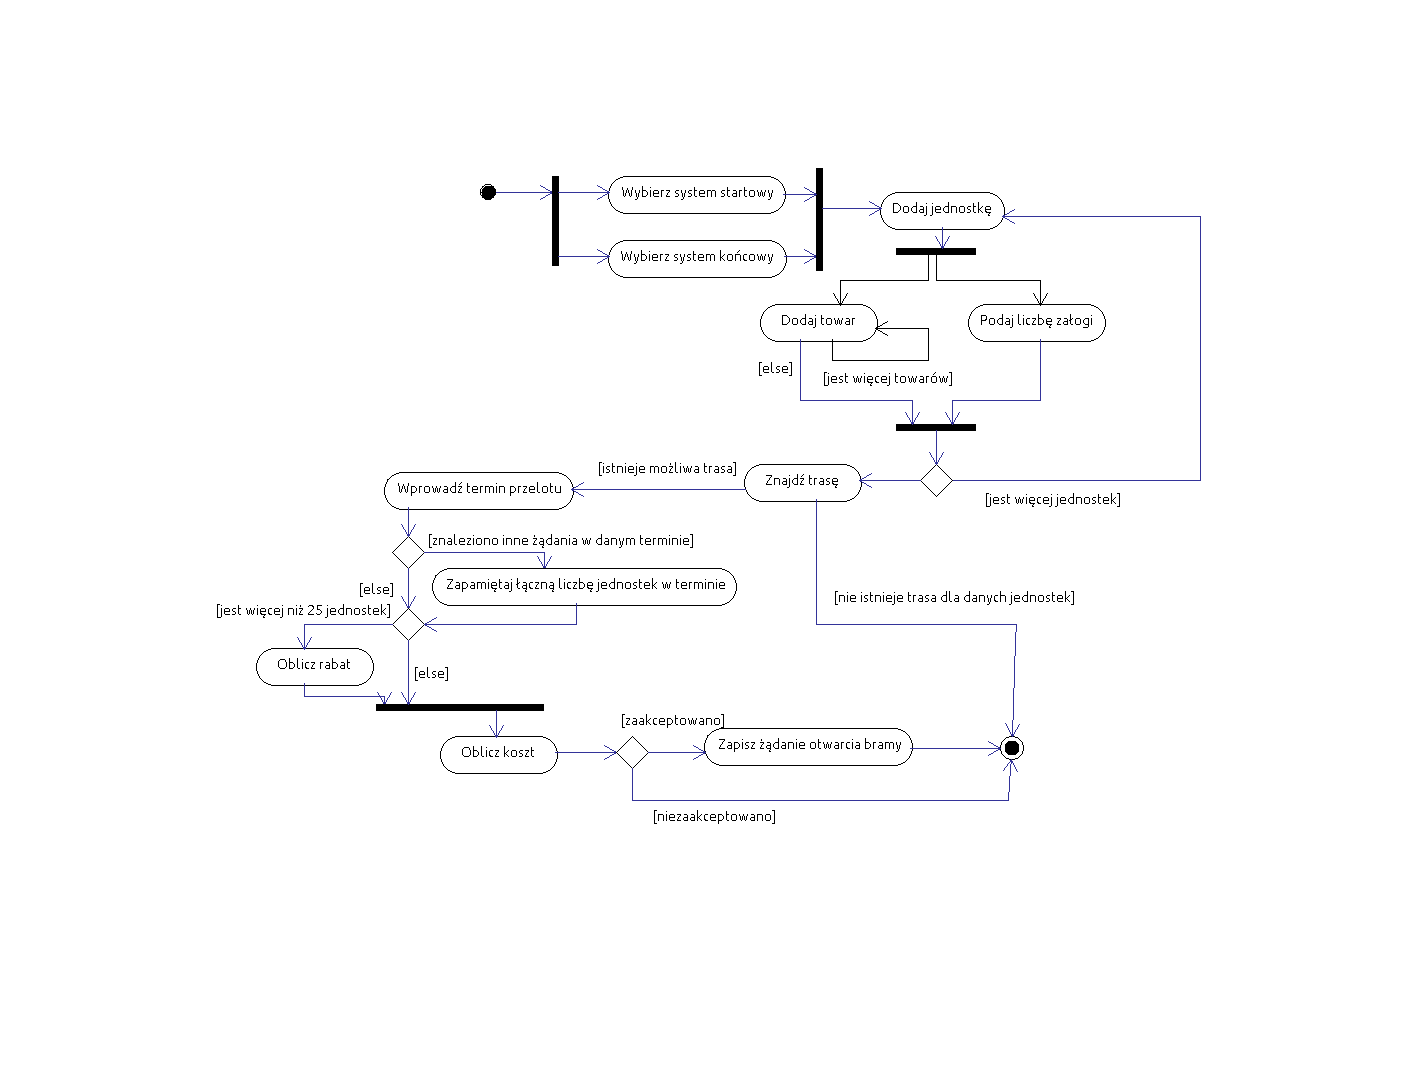 Wybierz system startowy
Wybierz system końcowy
Dodaj jednostkę
Dodaj towar
Podaj liczbę załogi
[else]
[jest więcej towarów]
[jest więcej jednostek]
Znajdź trasę
[istnieje możliwa trasa]
Wprowadź termin przelotu
[znaleziono inne żądania w danym terminie]
Zapamiętaj łączną liczbę jednostek w terminie
[else]
[nie istnieje trasa dla danych jednostek]
[jest więcej niż 25 jednostek]
Oblicz rabat
[else]
[zaakceptowano]
Oblicz koszt
Zapisz żądanie otwarcia bramy
[niezaakceptowano]